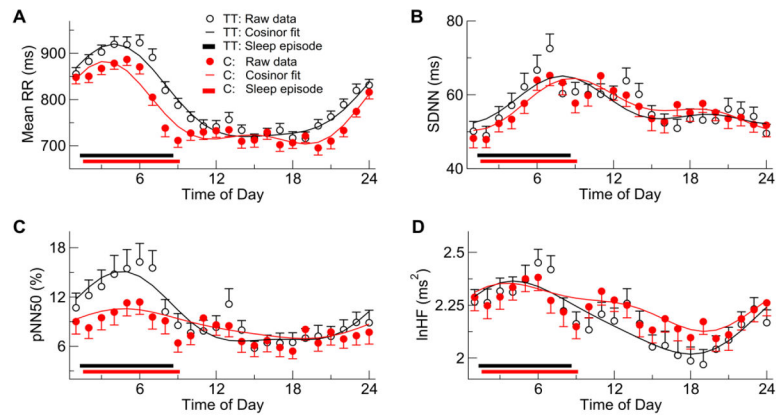 A
Mean RR (ms)
900
800
700
6 12 18 24
Time of Day
TT: Raw data
TT: Cosinor fit
TT: Sleep episode
C: Raw data
C: Cosinor fit
C: Sleep episode
B
SDNN (ms)
80
60
40
6 12 18 24
Time of Day
C
pNN50 (%)
18
12
6
6 12 18 24
Time of Day
D
lnHF (ms²)
2.5
2.25
2
6 12 18 24
Time of Day